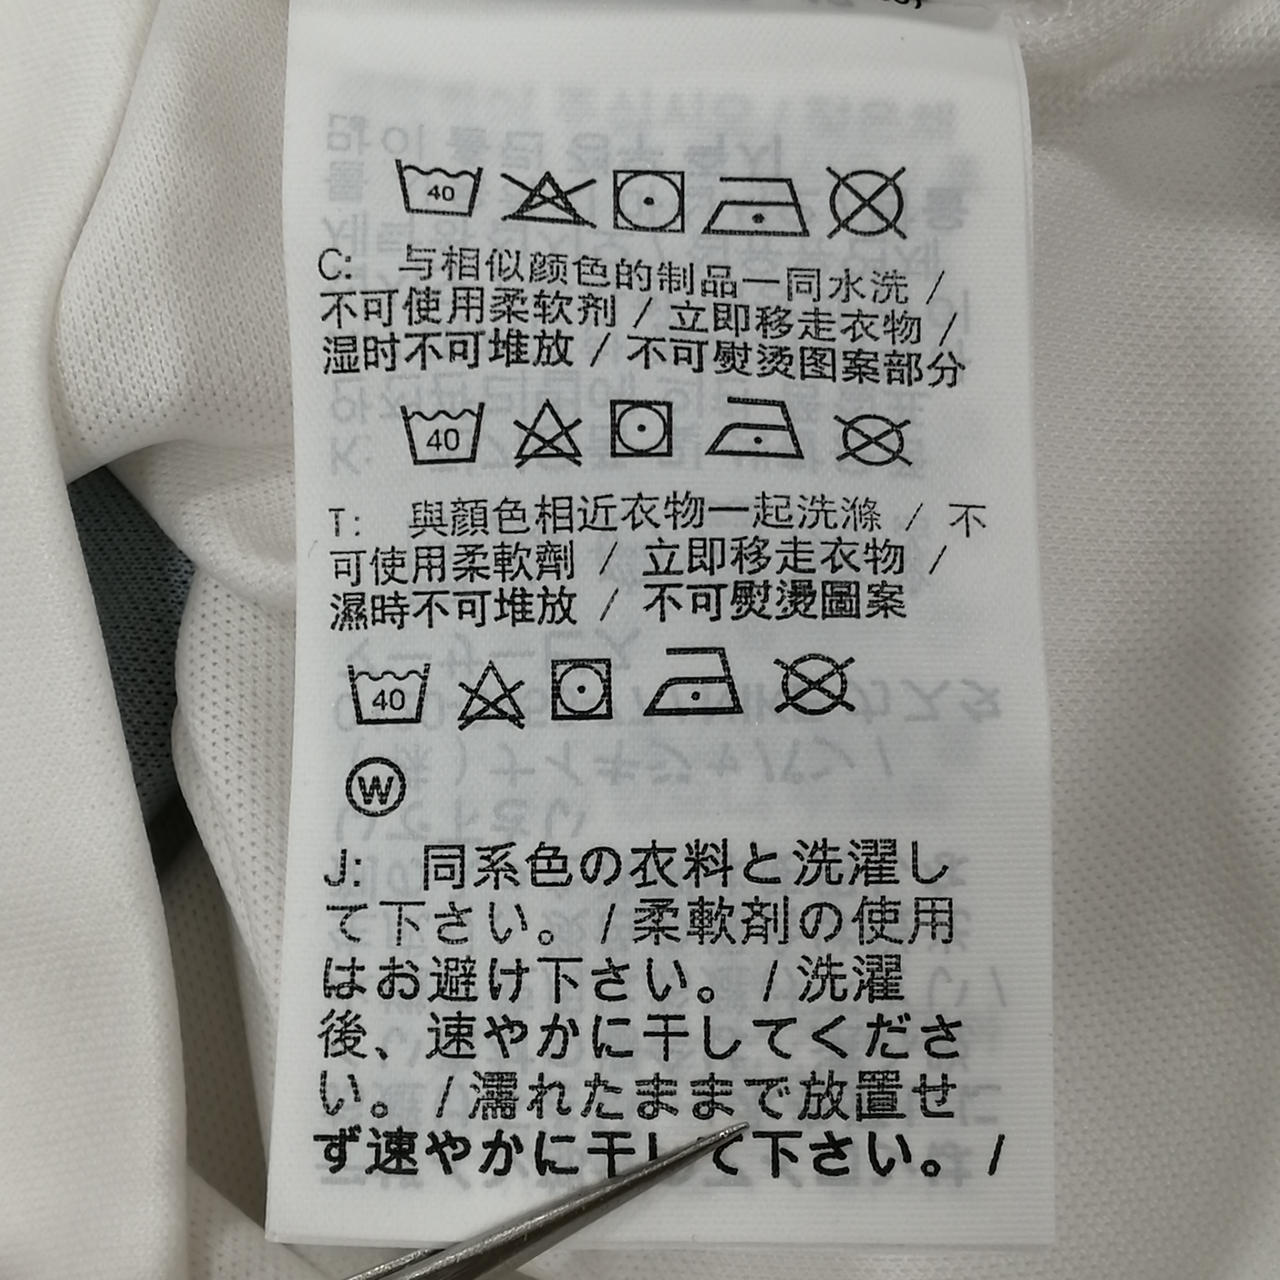 40
C: 与相似颜色的制品一同水洗 /
不可使用柔软剂 / 立即移走衣物 /
湿时不可堆放 / 不可熨烫图案部分
40
T: 與顏色相近衣物一起洗滌 / 不
可使用柔軟劑 / 立即移走衣物 /
濕時不可堆放 / 不可熨燙圖案
40
W
J: 同系色の衣料と洗濯し
て下さい。 / 柔軟剤の使用
はお避け下さい。 / 洗濯
後、速やかに干してくださ
い。 / 濡れたままで放置せ
ず速やかに干して下さい。 /